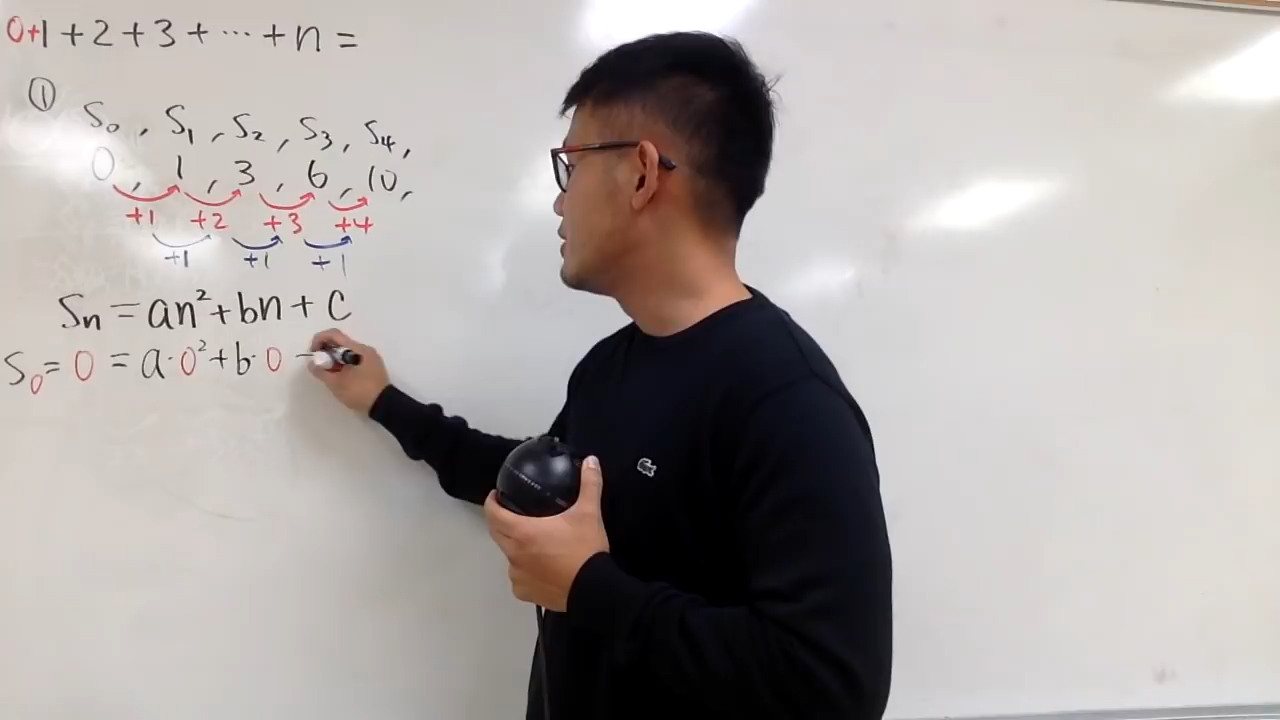 0+1+2+3+⋯+n=
①
S₀, S₁, S₂, S₃, S₄,
0, 1, 3, 6, 10,
+1 +2 +3 +4
+1 +1 +1
Sₙ=an²+bn+c
S₀=0=a·0²+b·0